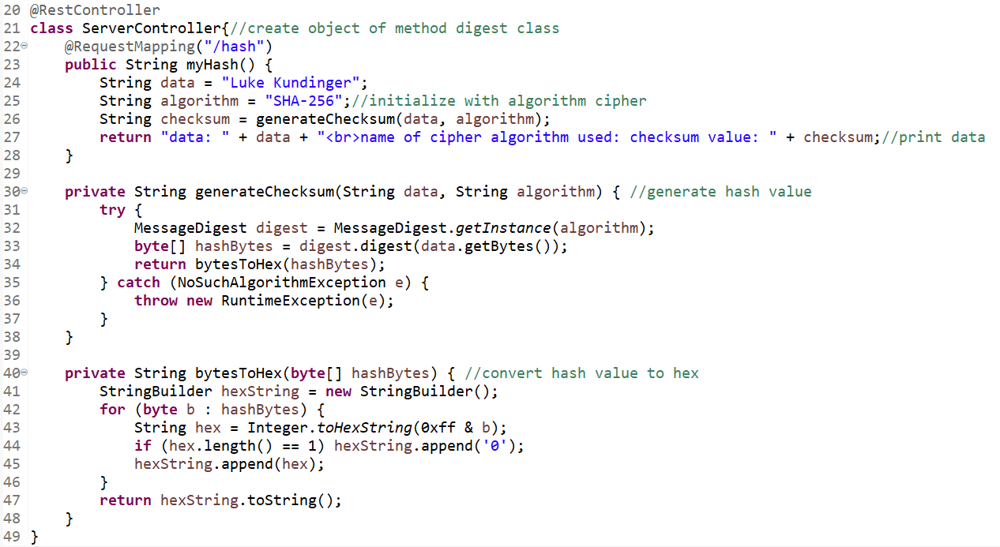 20 @RestController
21 class ServerController{//create object of method digest class
22 @RequestMapping("/hash")
23 public String myHash() {
24 String data = "Luke Kundinger";
25 String algorithm = "SHA-256";//initialize with algorithm cipher
26 String checksum = generateChecksum(data, algorithm);
27 return "data: " + data + "<br>name of cipher algorithm used: checksum value: " + checksum;//print data
28 }
29
30 private String generateChecksum(String data, String algorithm) { //generate hash value
31 try {
32 MessageDigest digest = MessageDigest.getInstance(algorithm);
33 byte[] hashBytes = digest.digest(data.getBytes());
34 return bytesToHex(hashBytes);
35 } catch (NoSuchAlgorithmException e) {
36 throw new RuntimeException(e);
37 }
38 }
39
40 private String bytesToHex(byte[] hashBytes) { //convert hash value to hex
41 StringBuilder hexString = new StringBuilder();
42 for (byte b : hashBytes) {
43 String hex = Integer.toHexString(0xff & b);
44 if (hex.length() == 1) hexString.append('0');
45 hexString.append(hex);
46 }
47 return hexString.toString();
48 }
49 }